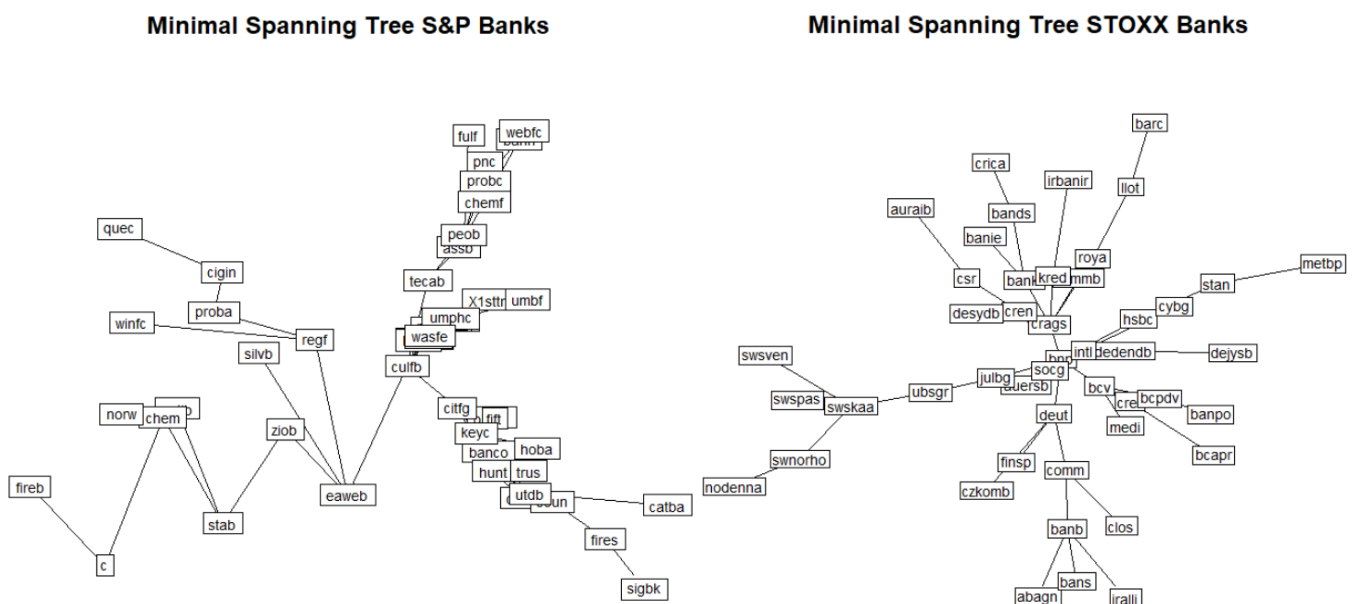 Minimal Spanning Tree S&P Banks
Minimal Spanning Tree STOXX Banks
fulf
webfc
pnc
probc
chemf
peob
assb
tecab
X1sttr
umbf
umphc
wasfe
culfb
quec
cigin
proba
winfc
regf
silvb
norw
chem
ziob
fireb
eaweb
stab
c
citfg
fift
keyc
banco
hoba
hunt
trus
utdb
catba
fires
sigbk
barc
crica
irbanir
llot
auraib
bands
banie
roya
metbp
csr
bank
kred
stan
cybg
desydb
cren
crags
hsbc
intl
dedendb
dejysb
swsven
socg
julbg
auersb
ubsgr
bcv
bcpdv
swspas
swskaa
banpo
deut
medi
swnorho
finsp
bcapr
comm
nodenna
czkomb
banb
clos
bans
abagn
iralli